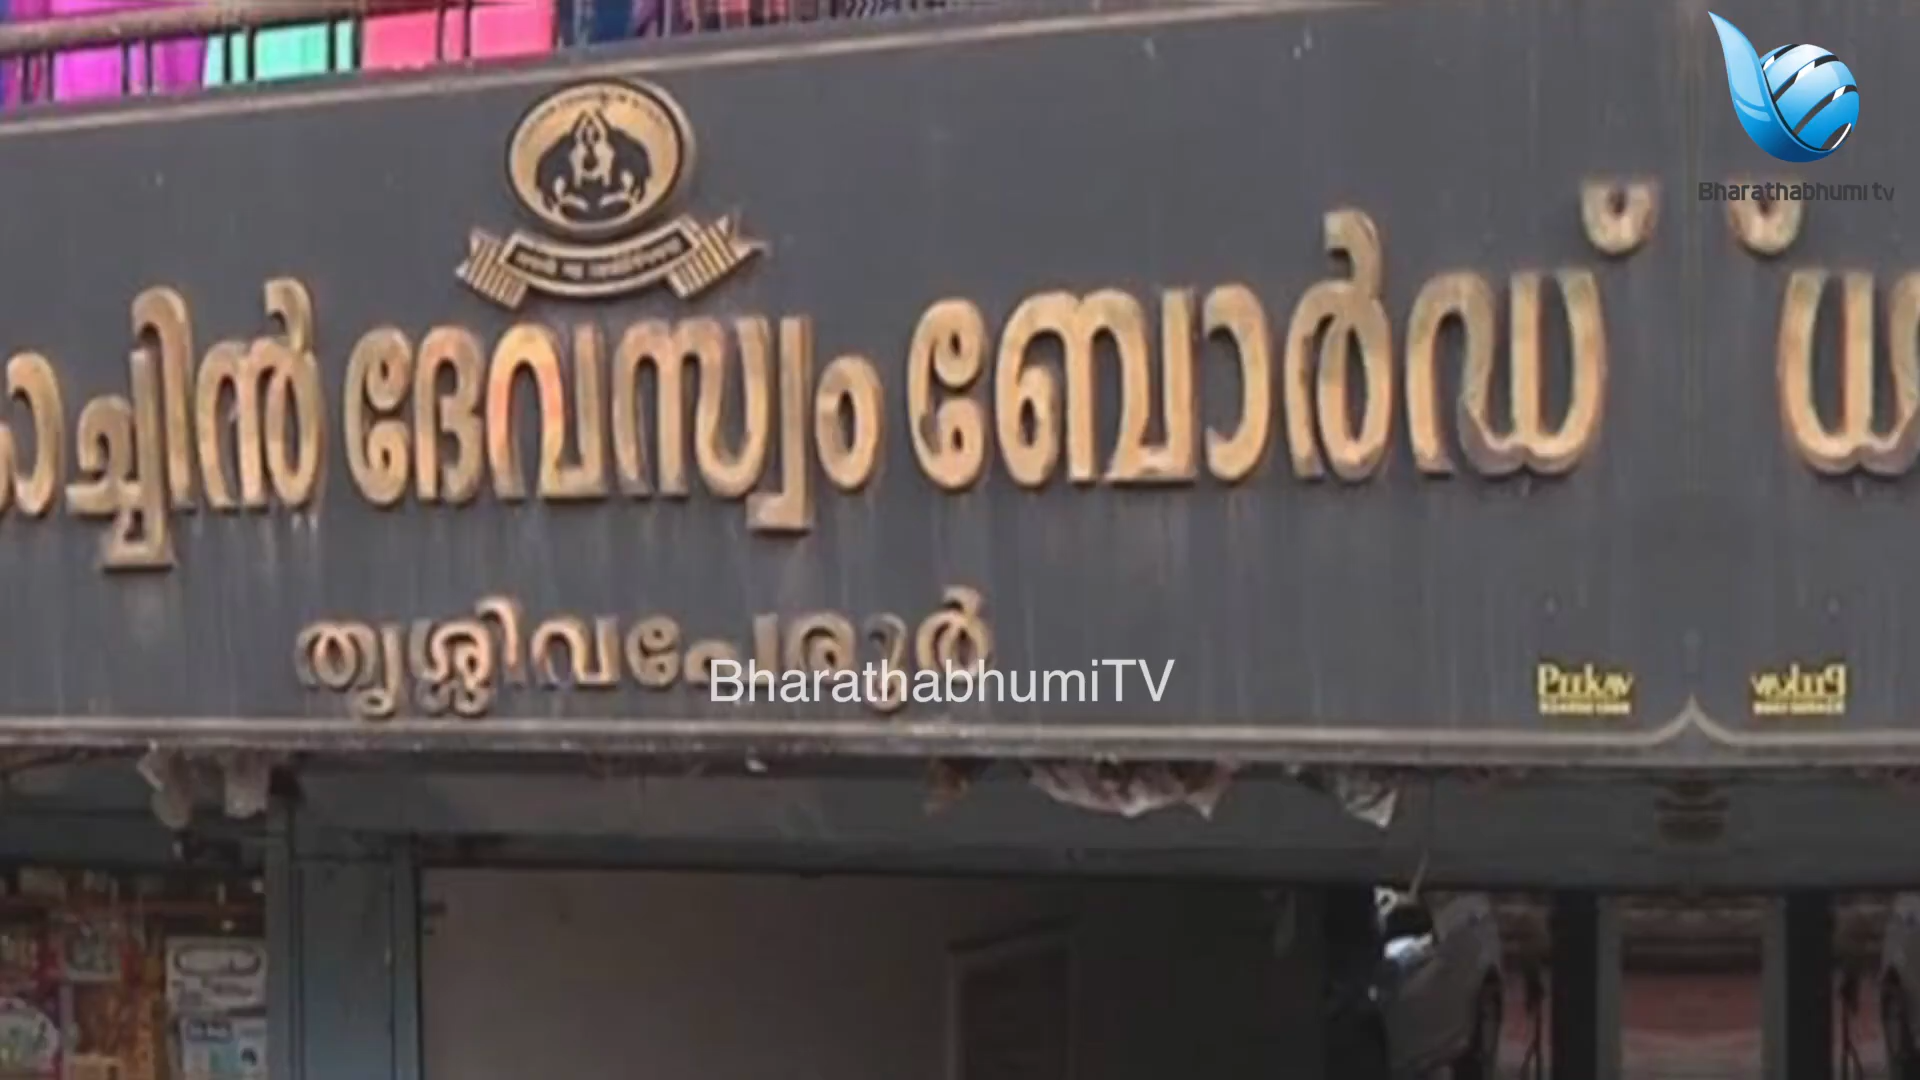 Bharathabhumi tv
ാച്ചിൻ ദേവസ്വം ബോർഡ്
തൃശ്ശിവപേരൂർ
BharathabhumiTV